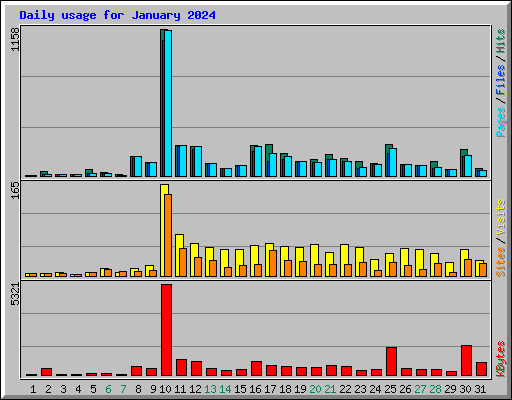 Daily usage for January 2024
1158
Pages / Files / Hits
165
Sites / Visits
5321
KBytes
1 2 3 4 5 6 7 8 9 10 11 12 13 14 15 16 17 18 19 20 21 22 23 24 25 26 27 28 29 30 31